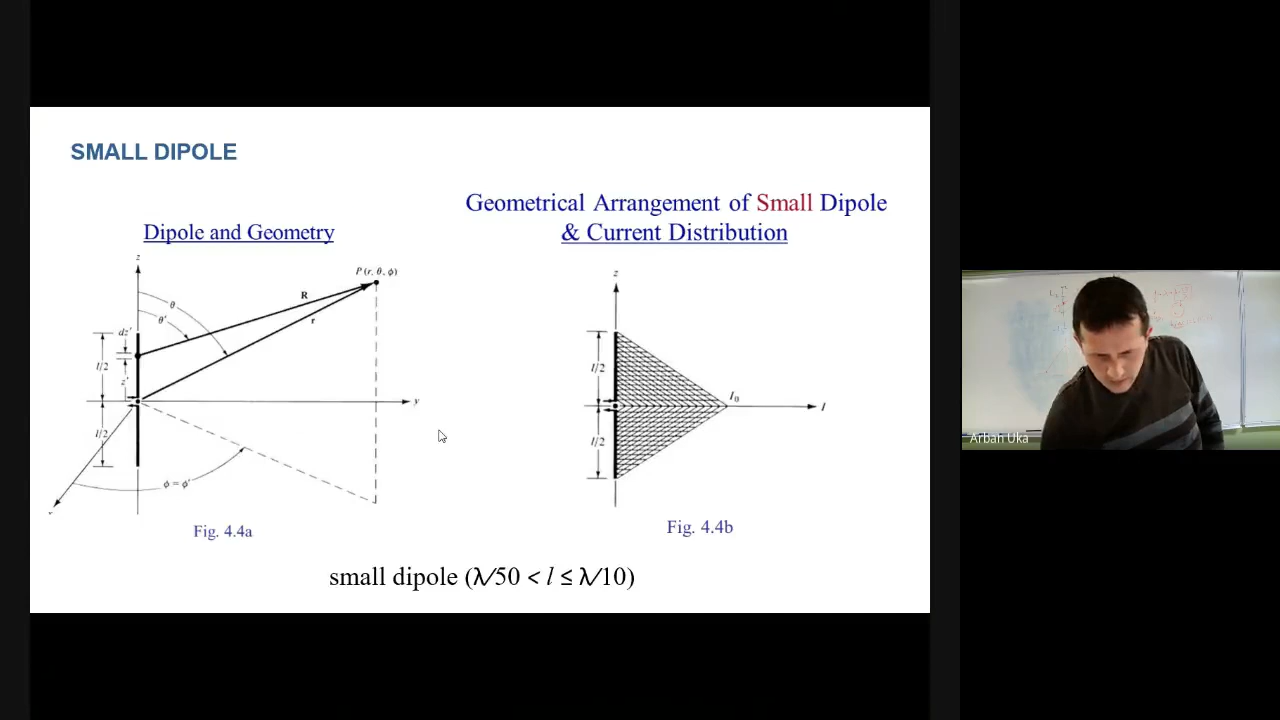 SMALL DIPOLE
Dipole and Geometry
z
P (r, θ, ϕ)
R
r
θ
θ'
dz'
l/2
z'
y
l/2
ϕ = ϕ'
Fig. 4.4a
Geometrical Arrangement of Small Dipole
& Current Distribution
z
l/2
I₀
I
l/2
Fig. 4.4b
small dipole (λ/50 < l ≤ λ/10)
Arban Uka